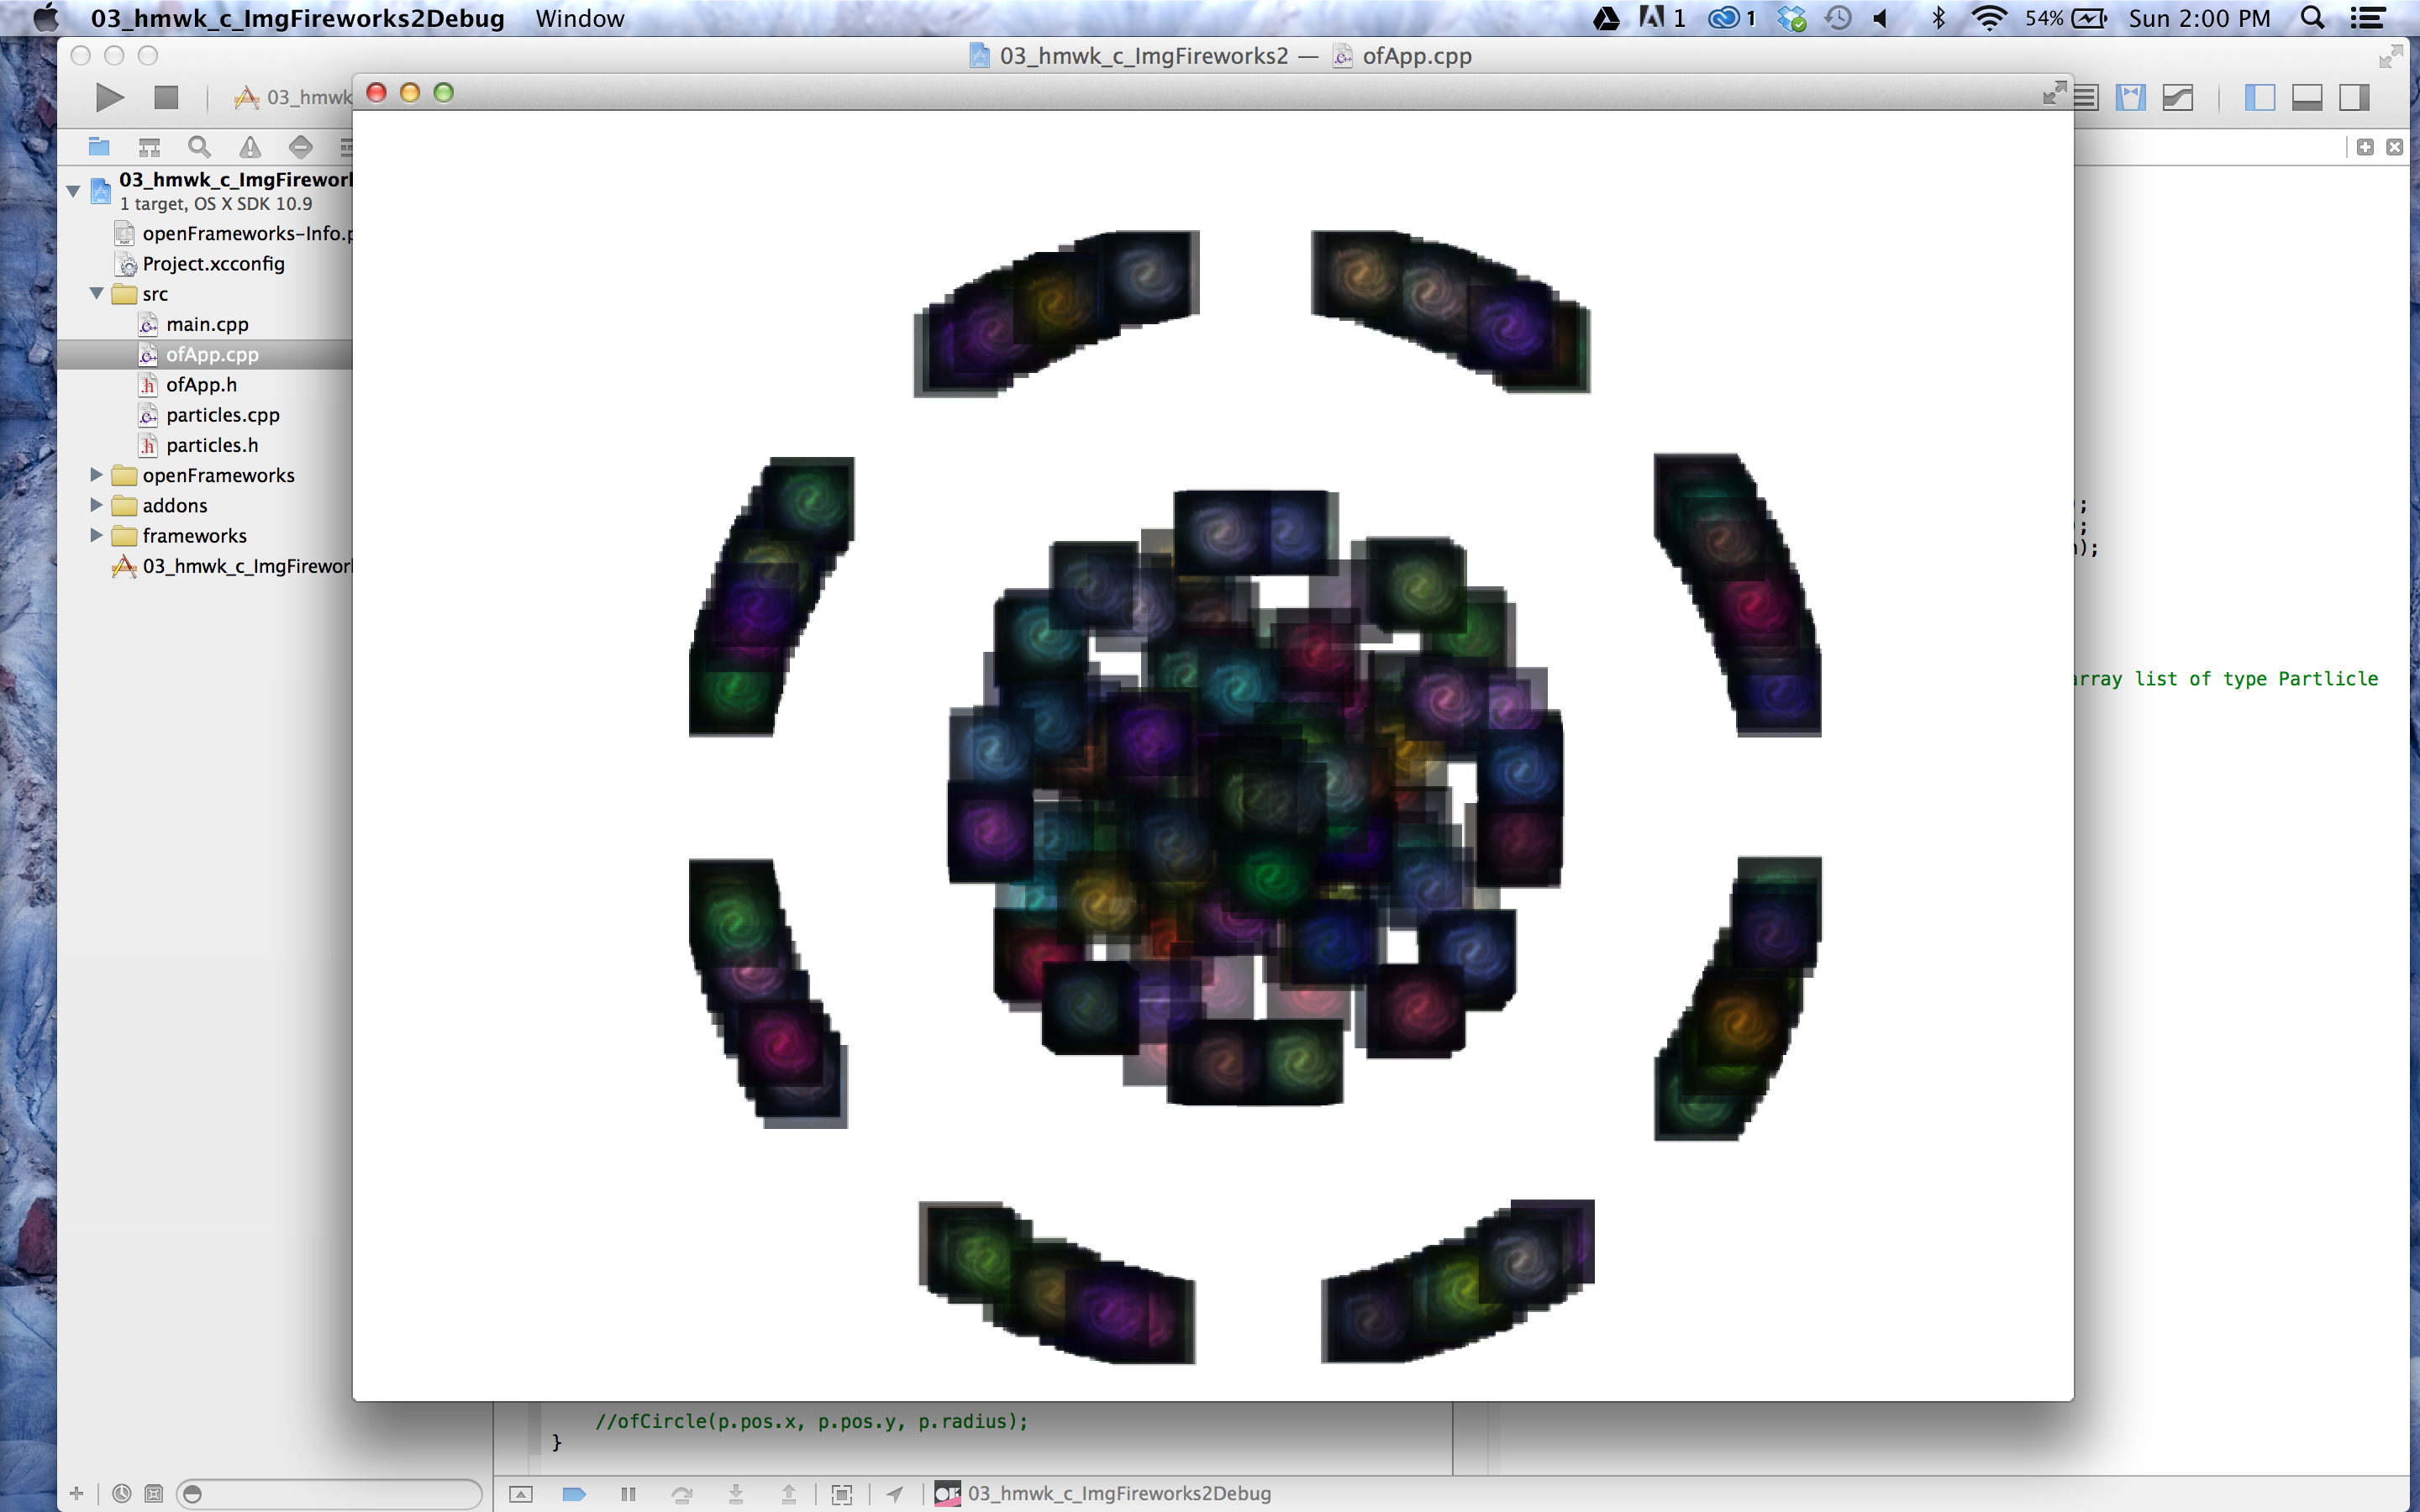 03_hmwk_c_ImgFireworks2Debug Window 1 1 54% Sun 2:00 PM
03_hmwk_c_ImgFireworks2 — ofApp.cpp
03_hmwk
03_hmwk_c_ImgFirewor
1 target, OS X SDK 10.9
openFrameworks-Info.p
Project.xcconfig
src
main.cpp
ofApp.cpp
ofApp.h
particles.cpp
particles.h
openFrameworks
addons
frameworks
03_hmwk_c_ImgFirewor
);
);
);
array list of type Partlicle
//ofCircle(p.pos.x, p.pos.y, p.radius);
}
03_hmwk_c_ImgFireworks2Debug